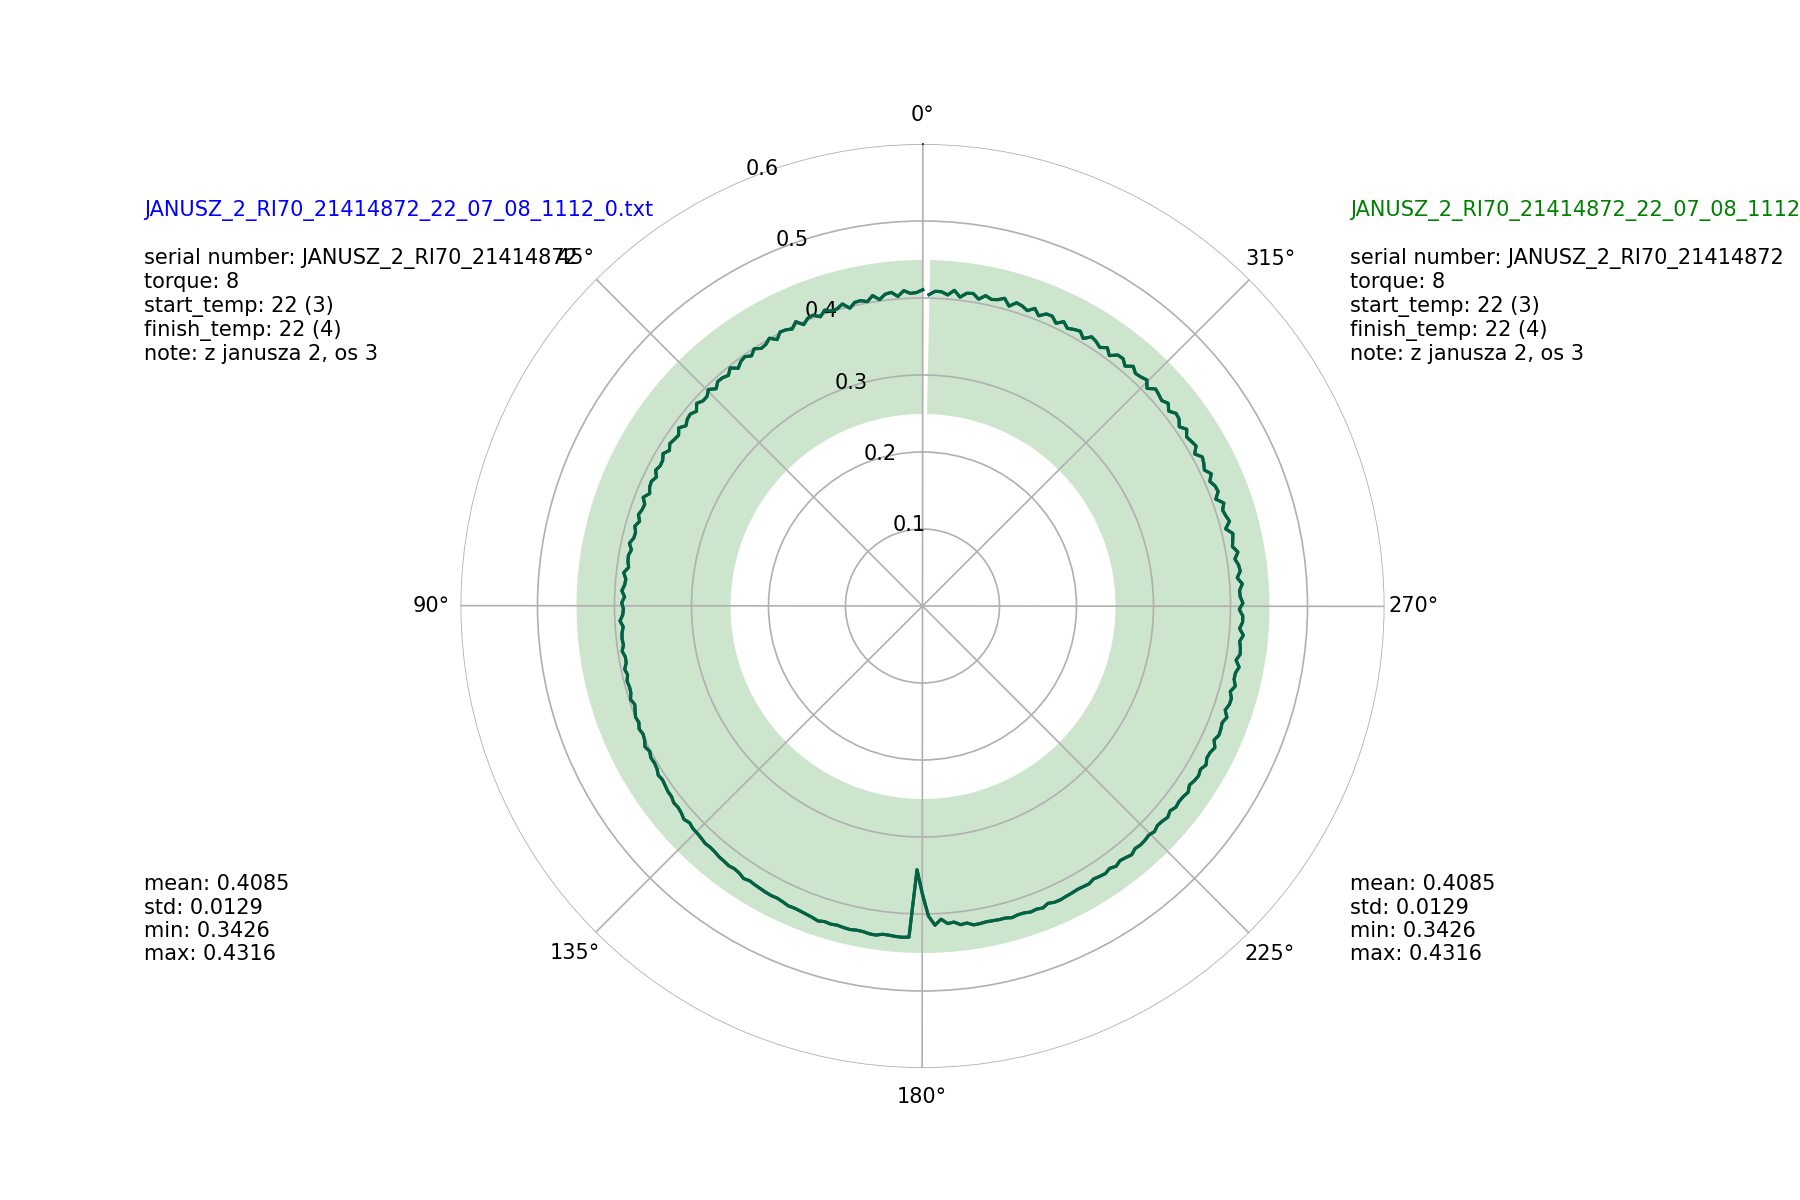 0°
0.6
JANUSZ_2_RI70_21414872_22_07_08_1112_0.txt
JANUSZ_2_RI70_21414872_22_07_08_1112
0.5
serial number: JANUSZ_2_RI70_21414872
45°
315°
serial number: JANUSZ_2_RI70_21414872
torque: 8
torque: 8
start_temp: 22 (3)
0.4
start_temp: 22 (3)
finish_temp: 22 (4)
finish_temp: 22 (4)
note: z janusza 2, os 3
note: z janusza 2, os 3
0.3
0.2
0.1
90°
270°
mean: 0.4085
std: 0.0129
min: 0.3426
max: 0.4316
mean: 0.4085
std: 0.0129
min: 0.3426
max: 0.4316
135°
225°
180°